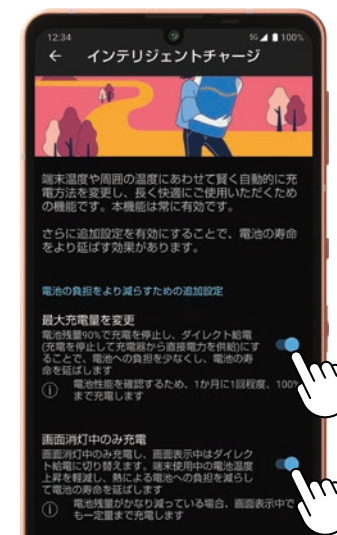 12:34 5G 100%
← インテリジェントチャージ
端末温度や周囲の温度にあわせて賢く自動的に充
電方法を変更し、長く快適にご使用いただくため
の機能です。本機能は常に有効です。
さらに追加設定を有効にすることで、電池の寿命
をより延ばす効果があります。
電池の負担をより減らすための追加設定
最大充電量を変更
電池残量90%で充電を停止し、ダイレクト給電
(充電を停止して充電器から直接電力を供給)にす
ることで、電池への負担を少なくし、電池の寿
命を延ばします
電池性能を確認するため、1か月に1回程度、100%
まで充電します
画面消灯中のみ充電
画面消灯中のみ充電し、画面表示中はダイレク
ト給電に切り替えます。端末使用中の電池温度
上昇を軽減し、熱による電池への負担を減らし
て電池の寿命を延ばします
電池残量がかなり減っている場合、画面表示中で
も一定量まで充電します